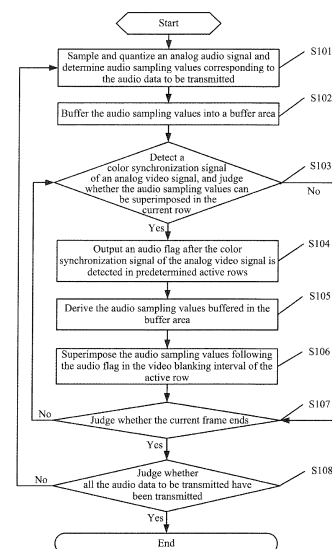 Start
Sample and quantize an analog audio signal and
determine audio sampling values corresponding to
the audio data to be transmitted
S101
Buffer the audio sampling values into a buffer area
S102
Detect a
color synchronization signal
of an analog video signal, and judge
whether the audio sampling values can
be superimposed in the
current row
S103
No
Yes
Output an audio flag after the color
synchronization signal of the analog video signal is
detected in predetermined active rows
S104
Derive the audio sampling values buffered in the
buffer area
S105
Superimpose the audio sampling values following
the audio flag in the video blanking interval of the
active row
S106
No
Judge whether the current frame ends
S107
Yes
No
Judge whether
all the audio data to be transmitted have
been transmitted
S108
Yes
End